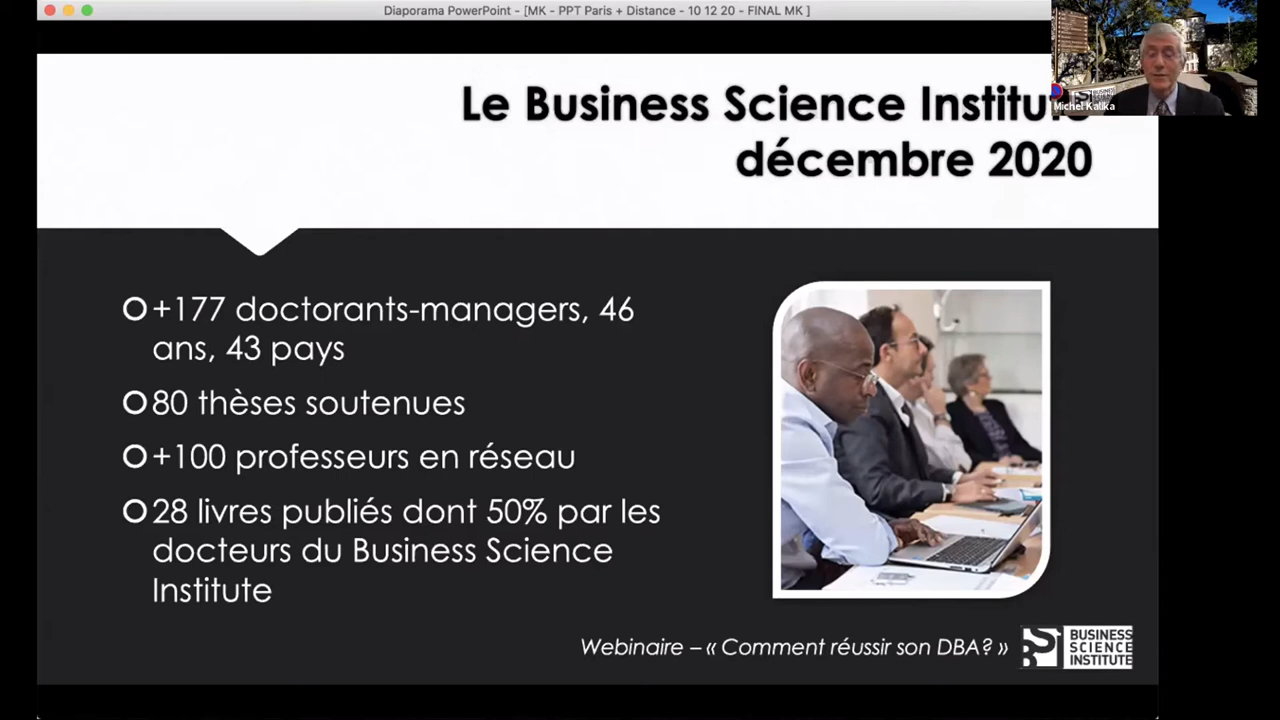 Diaporama PowerPoint - [MK - PPT Paris + Distance - 10 12 20 - FINAL MK ]
Michel Kalika
Le Business Science Institute
décembre 2020
+177 doctorants-managers, 46
ans, 43 pays
80 thèses soutenues
+100 professeurs en réseau
28 livres publiés dont 50% par les
docteurs du Business Science
Institute
Webinaire – « Comment réussir son DBA? »
BUSINESS
SCIENCE
INSTITUTE